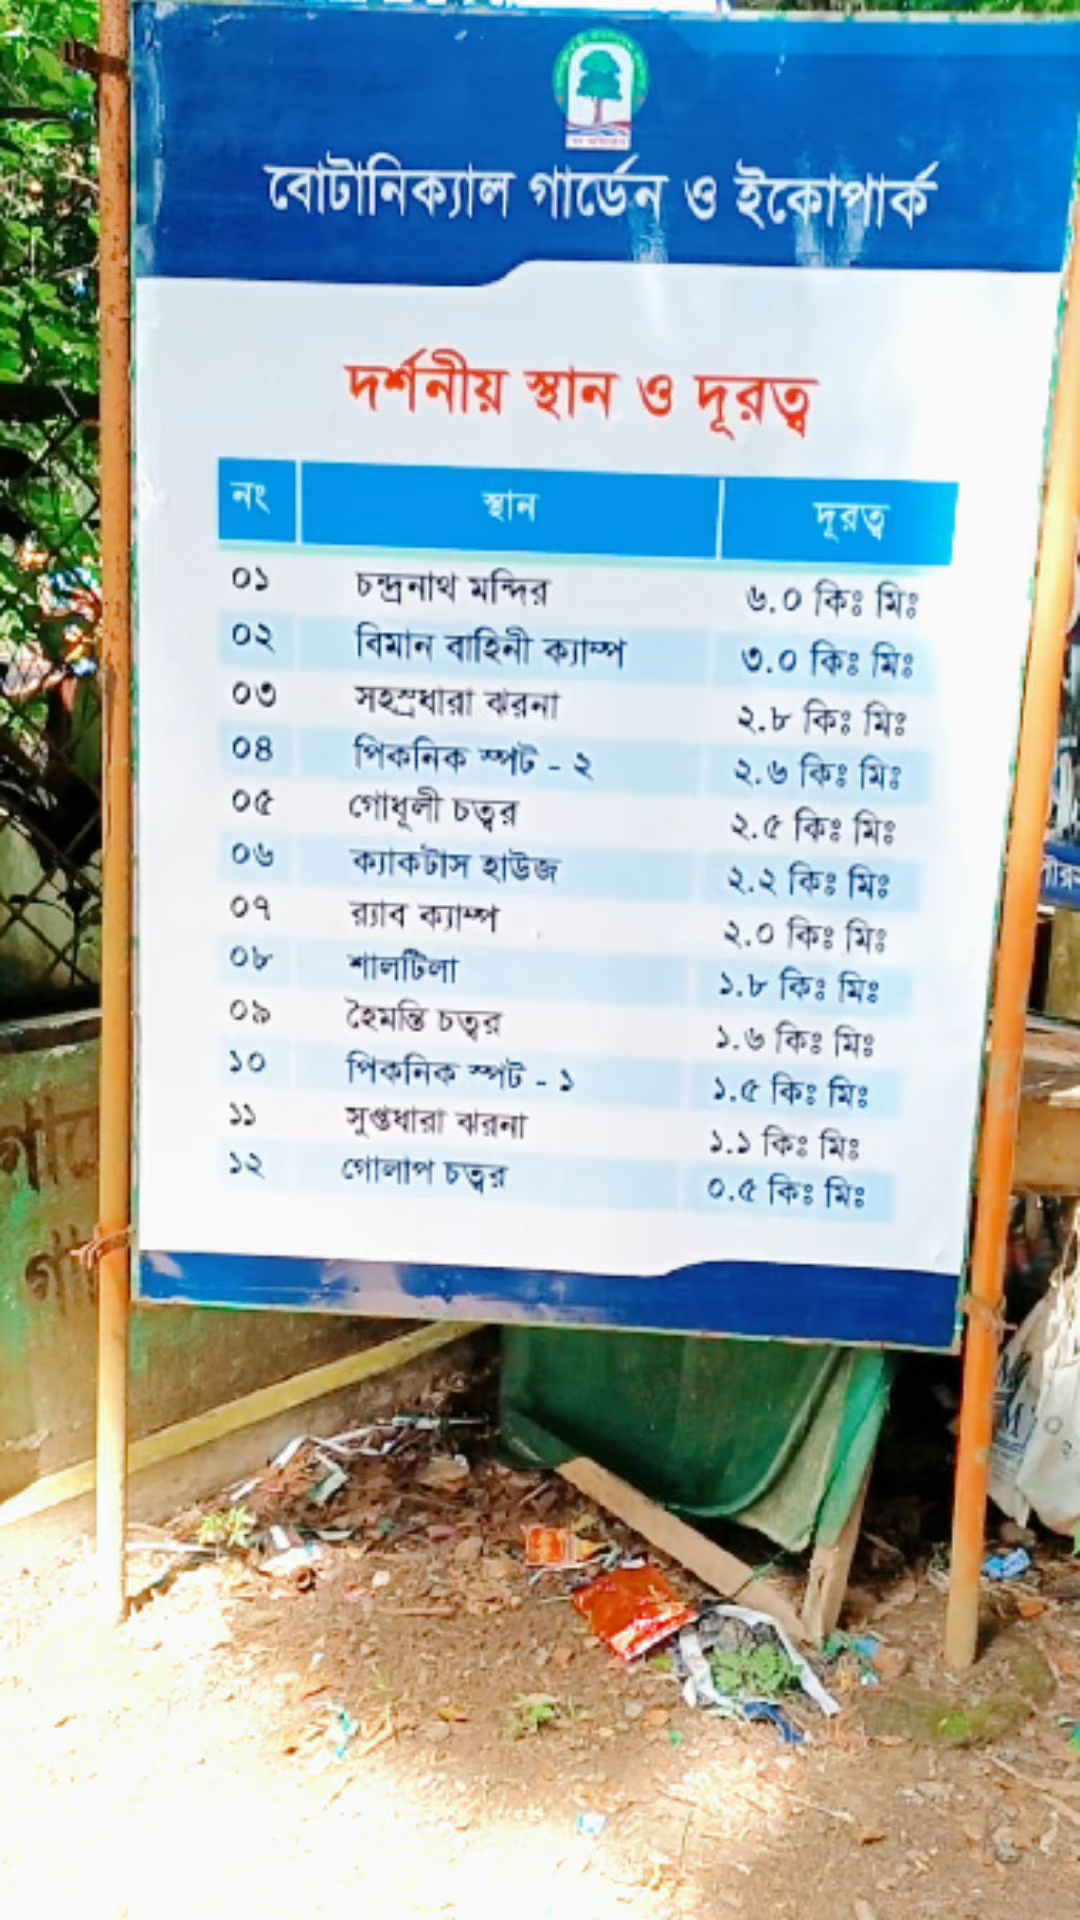 বোটানিক্যাল গার্ডেন ও ইকোপার্ক
দর্শনীয় স্থান ও দূরত্ব
নং স্থান দূরত্ব
০১ চন্দ্রনাথ মন্দির ৬.০ কিঃ মিঃ
০২ বিমান বাহিনী ক্যাম্প ৩.০ কিঃ মিঃ
০৩ সহস্রধারা ঝরনা ২.৮ কিঃ মিঃ
০৪ পিকনিক স্পট - ২ ২.৬ কিঃ মিঃ
০৫ গোধূলী চত্বর ২.৫ কিঃ মিঃ
০৬ ক্যাকটাস হাউজ ২.২ কিঃ মিঃ
০৭ র‍্যাব ক্যাম্প ২.০ কিঃ মিঃ
০৮ শালটিলা ১.৮ কিঃ মিঃ
০৯ হৈমন্তি চত্বর ১.৬ কিঃ মিঃ
১০ পিকনিক স্পট - ১ ১.৫ কিঃ মিঃ
১১ সুপ্তধারা ঝরনা ১.১ কিঃ মিঃ
১২ গোলাপ চত্বর ০.৫ কিঃ মিঃ